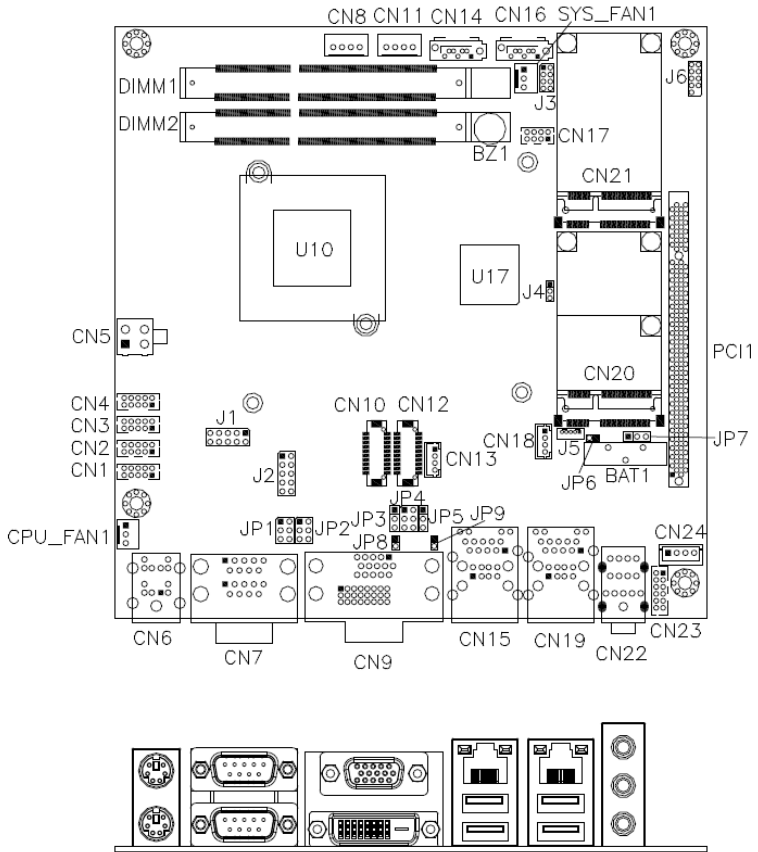 CN8 CN11 CN14 CN16 SYS_FAN1
DIMM1
J3
J6
DIMM2
CN17
BZ1
CN21
U10
U17
J4
CN5
PCI1
CN20
CN4
CN3
CN2
CN1
J1
CN10 CN12
CN18
J5
JP7
CN13
J2
BAT1
JP6
JP4
CPU_FAN1
JP1
JP2
JP3
JP5
JP9
JP8
CN24
CN6
CN7
CN9
CN15
CN19
CN22
CN23